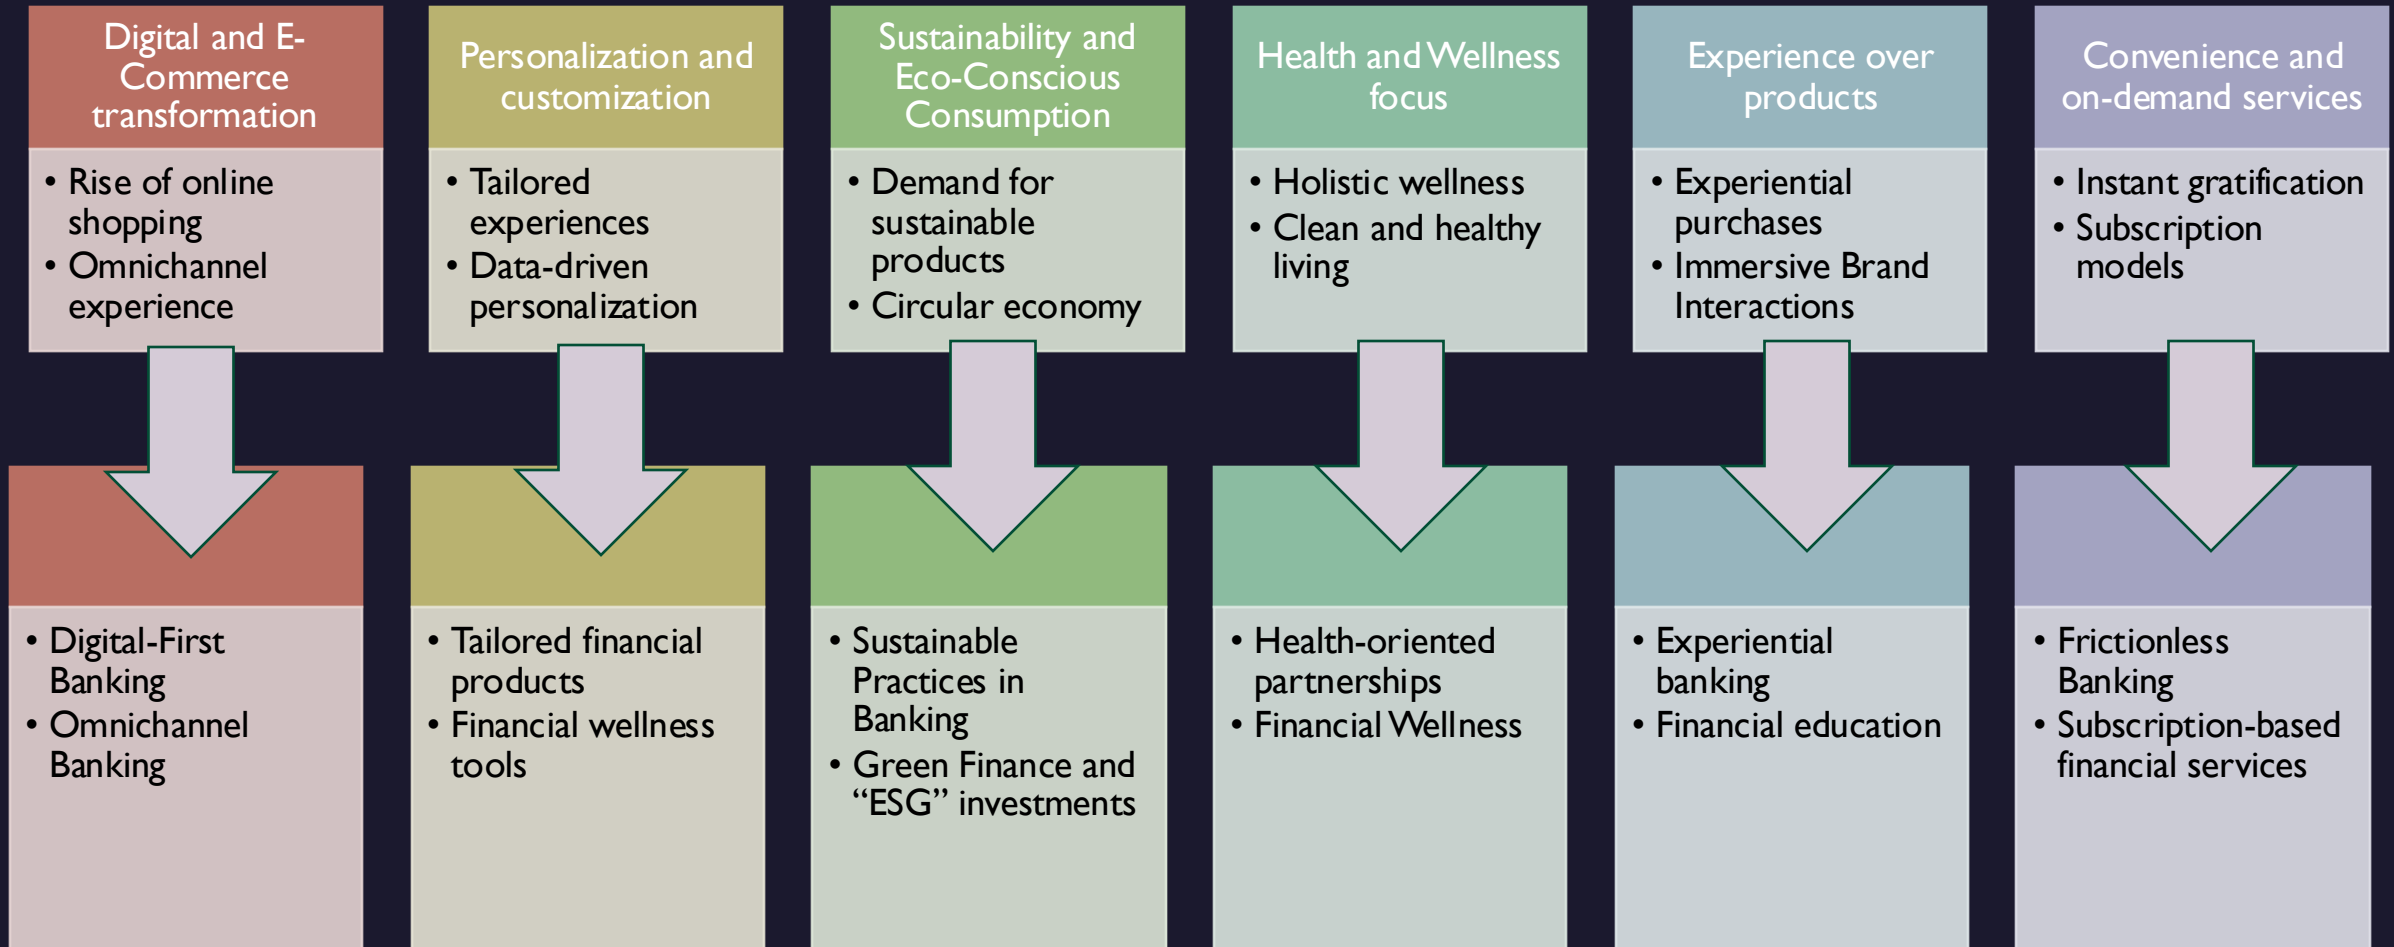 Digital and E-
Commerce
transformation
• Rise of online
shopping
• Omnichannel
experience
Personalization and
customization
• Tailored
experiences
• Data-driven
personalization
Sustainability and
Eco-Conscious
Consumption
• Demand for
sustainable
products
• Circular economy
Health and Wellness
focus
• Holistic wellness
• Clean and healthy
living
Experience over
products
• Experiential
purchases
• Immersive Brand
Interactions
Convenience and
on-demand services
• Instant gratification
• Subscription
models
• Digital-First
Banking
• Omnichannel
Banking
• Tailored financial
products
• Financial wellness
tools
• Sustainable
Practices in
Banking
• Green Finance and
“ESG” investments
• Health-oriented
partnerships
• Financial Wellness
• Experiential
banking
• Financial education
• Frictionless
Banking
• Subscription-based
financial services